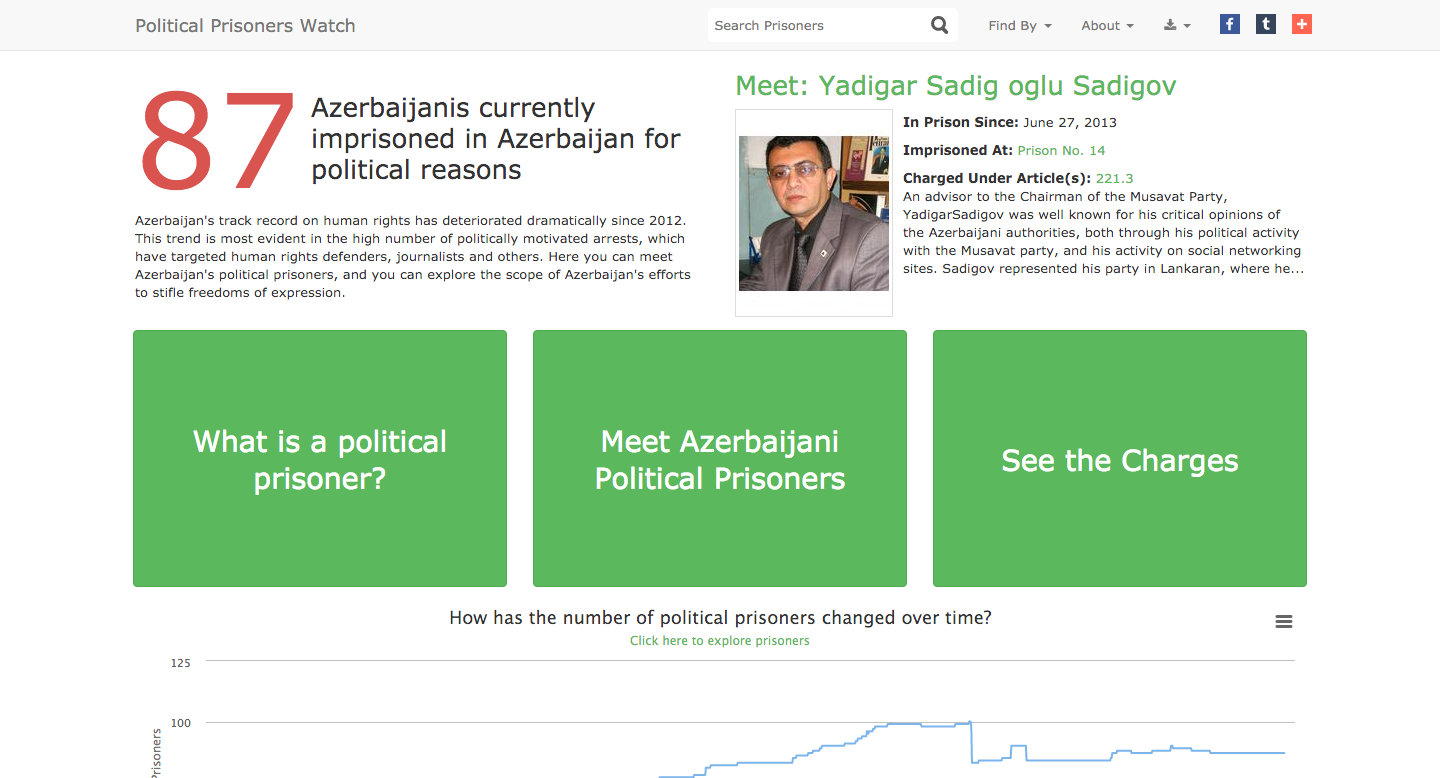 Political Prisoners Watch
Search Prisoners
Find By
About
f
t
+
87
Azerbaijanis currently
imprisoned in Azerbaijan for
political reasons
Azerbaijan's track record on human rights has deteriorated dramatically since 2012.
This trend is most evident in the high number of politically motivated arrests, which
have targeted human rights defenders, journalists and others. Here you can meet
Azerbaijan's political prisoners, and you can explore the scope of Azerbaijan's efforts
to stifle freedoms of expression.
Meet: Yadigar Sadig oglu Sadigov
In Prison Since: June 27, 2013
Imprisoned At: Prison No. 14
Charged Under Article(s): 221.3
An advisor to the Chairman of the Musavat Party,
YadigarSadigov was well known for his critical opinions of
the Azerbaijani authorities, both through his political activity
with the Musavat party, and his activity on social networking
sites. Sadigov represented his party in Lankaran, where he...
What is a political
prisoner?
Meet Azerbaijani
Political Prisoners
See the Charges
How has the number of political prisoners changed over time?
Click here to explore prisoners
125
100
Prisoners